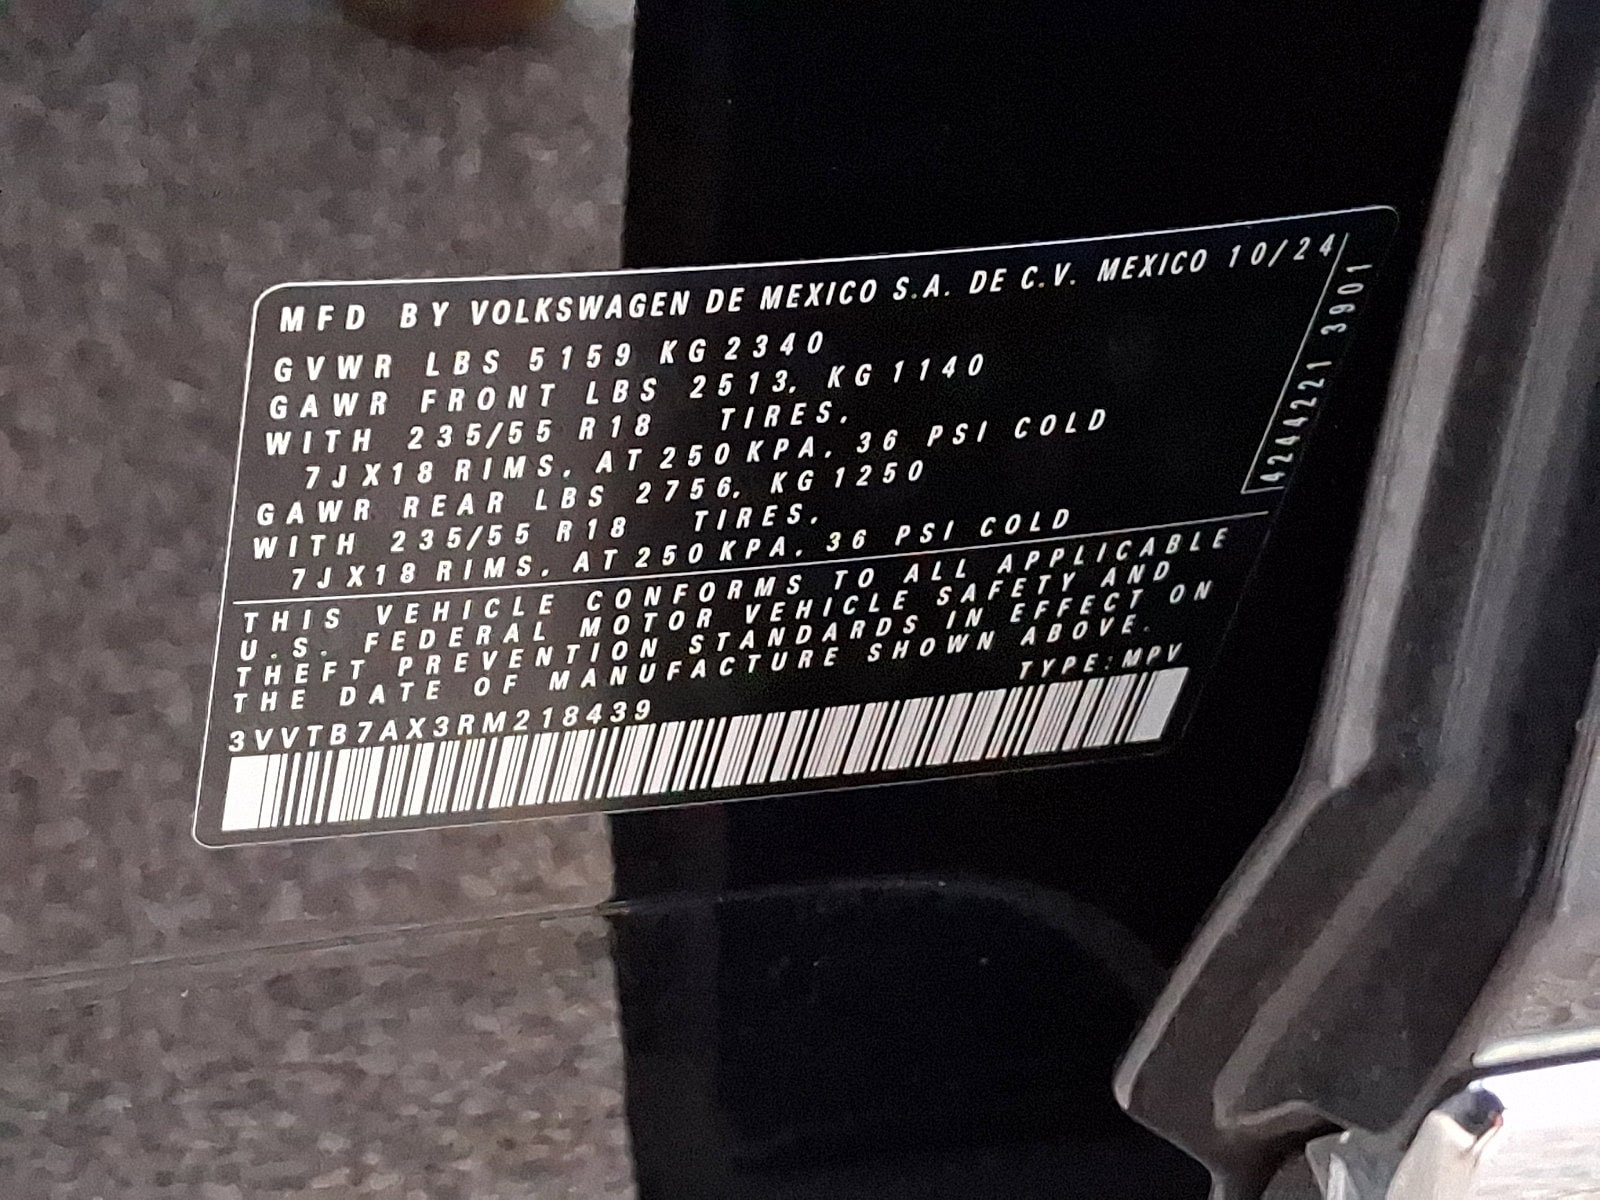 MFD BY VOLKSWAGEN DE MEXICO S.A. DE C.V. MEXICO 10/24
GVWR LBS 5159 KG 2340
GAWR FRONT LBS 2513, KG 1140
WITH 235/55 R18 TIRES,
7JX18 RIMS, AT 250 KPA, 36 PSI COLD
GAWR REAR LBS 2756, KG 1250
WITH 235/55 R18 TIRES,
7JX18 RIMS, AT 250 KPA, 36 PSI COLD
THIS VEHICLE CONFORMS TO ALL APPLICABLE
U.S. FEDERAL MOTOR VEHICLE SAFETY AND
THEFT PREVENTION STANDARDS IN EFFECT ON
THE DATE OF MANUFACTURE SHOWN ABOVE.
TYPE: MPV
3VVTB7AX3RM218439
4244221 3901